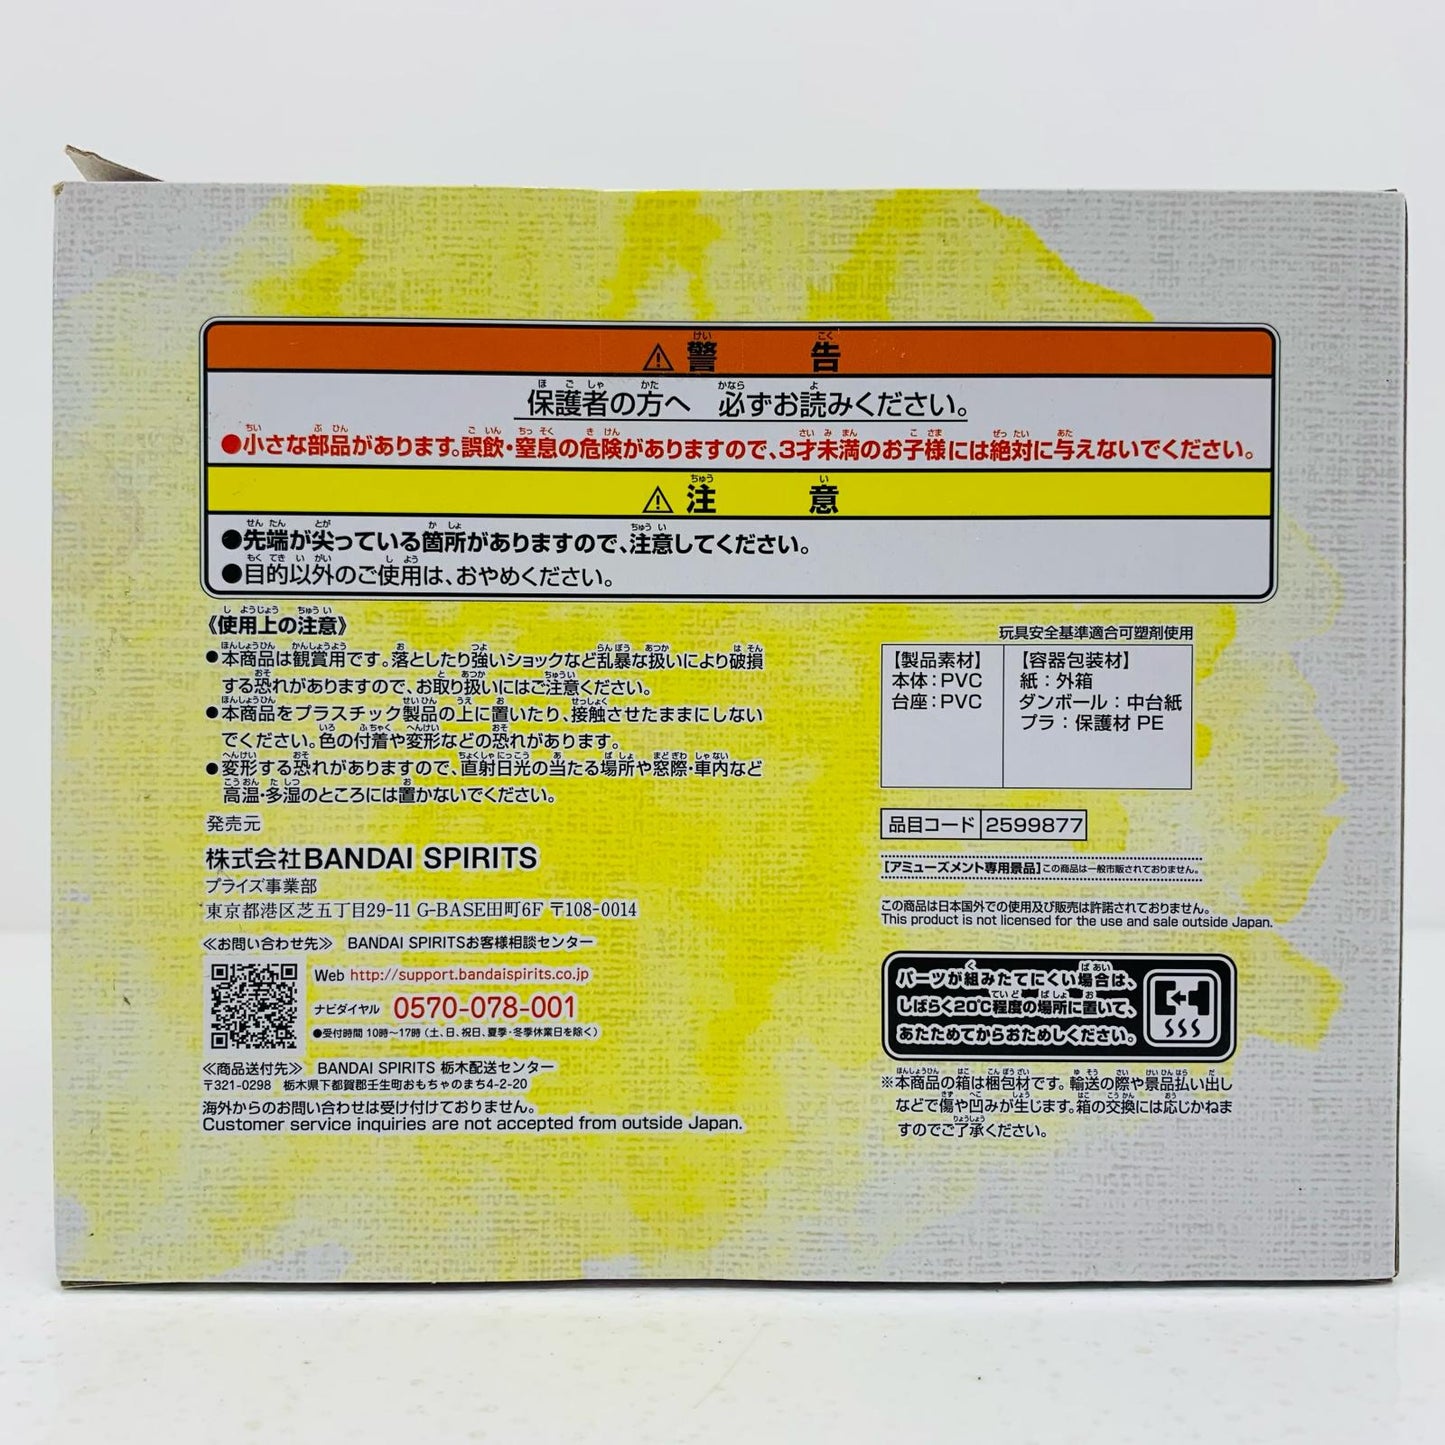 ⚠警告
保護者の方へ 必ずお読みください。
●小さな部品があります。誤飲・窒息の危険がありますので、3才未満のお子様には絶対に与えないでください。
⚠注意
●先端が尖っている箇所がありますので、注意してください。
●目的以外のご使用は、おやめください。
《使用上の注意》
●本商品は観賞用です。落としたり強いショックなど乱暴な扱いにより破損
する恐れがありますので、お取り扱いにはご注意ください。
●本商品をプラスチック製品の上に置いたり、接触させたままにしない
でください。色の付着や変形などの恐れがあります。
●変形する恐れがありますので、直射日光の当たる場所や窓際・車内など
高温・多湿のところには置かないでください。
発売元
株式会社BANDAI SPIRITS
プライズ事業部
東京都港区芝五丁目29-11 G-BASE田町6F 〒108-0014
≪お問い合わせ先≫ BANDAI SPIRITSお客様相談センター
Web http://support.bandaispirits.co.jp
ナビダイヤル 0570-078-001
●受付時間 10時〜17時(土、日、祝日、夏季・冬季休業日を除く)
≪商品送付先≫ BANDAI SPIRITS 栃木配送センター
〒321-0298 栃木県下都賀郡壬生町おもちゃのまち4-2-20
海外からのお問い合わせは受け付けておりません。
Customer service inquiries are not accepted from outside Japan.
玩具安全基準適合可塑剤使用
【製品素材】
本体:PVC
台座:PVC
【容器包装材】
紙:外箱
ダンボール:中台紙
プラ:保護材 PE
品目コード 2599877
【アミューズメント専用景品】この商品は一般市販されておりません。
この商品は日本国外での使用及び販売は許諾されておりません。
This product is not licensed for the use and sale outside Japan.
パーツが組みたてにくい場合は、
しばらく20℃程度の場所に置いて、
あたためてからおためしください。
※本商品の箱は梱包材です。輸送の際や景品払い出し
などで傷や凹みが生じます。箱の交換には応じかねま
すのでご了承ください。